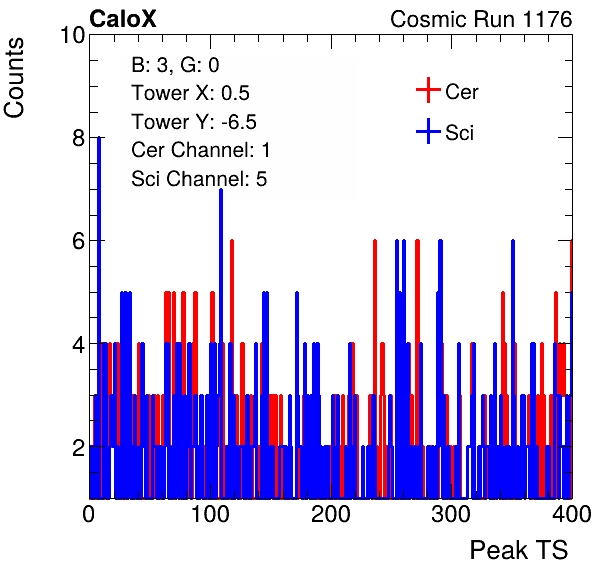 CaloX
Cosmic Run 1176
Counts
10
8
6
4
2
B: 3, G: 0
Tower X: 0.5
Tower Y: -6.5
Cer Channel: 1
Sci Channel: 5
Cer
Sci
0
100
200
300
400
Peak TS